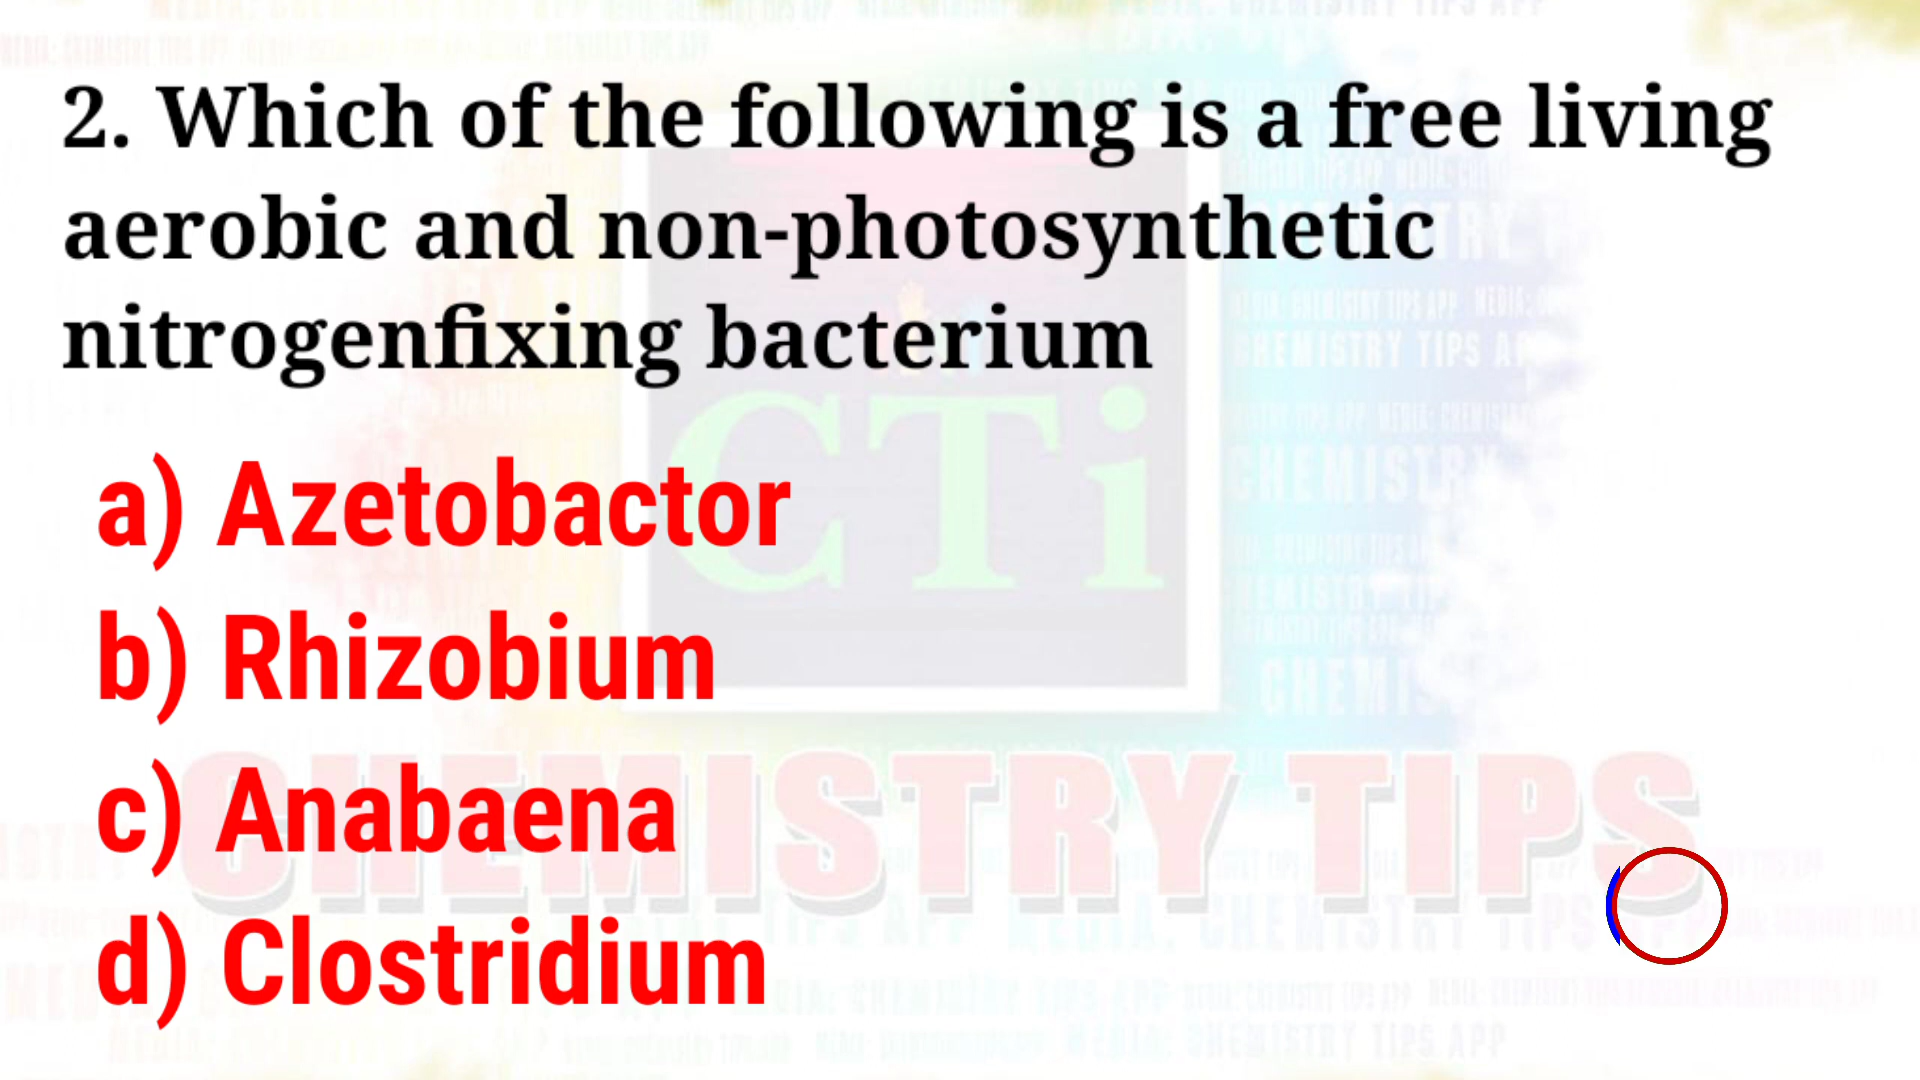 2. Which of the following is a free living
aerobic and non-photosynthetic
nitrogenfixing bacterium
CTi
a) Azetobactor
b) Rhizobium
c) Anabaena
d) Clostridium
CHEMISTRY TIPS